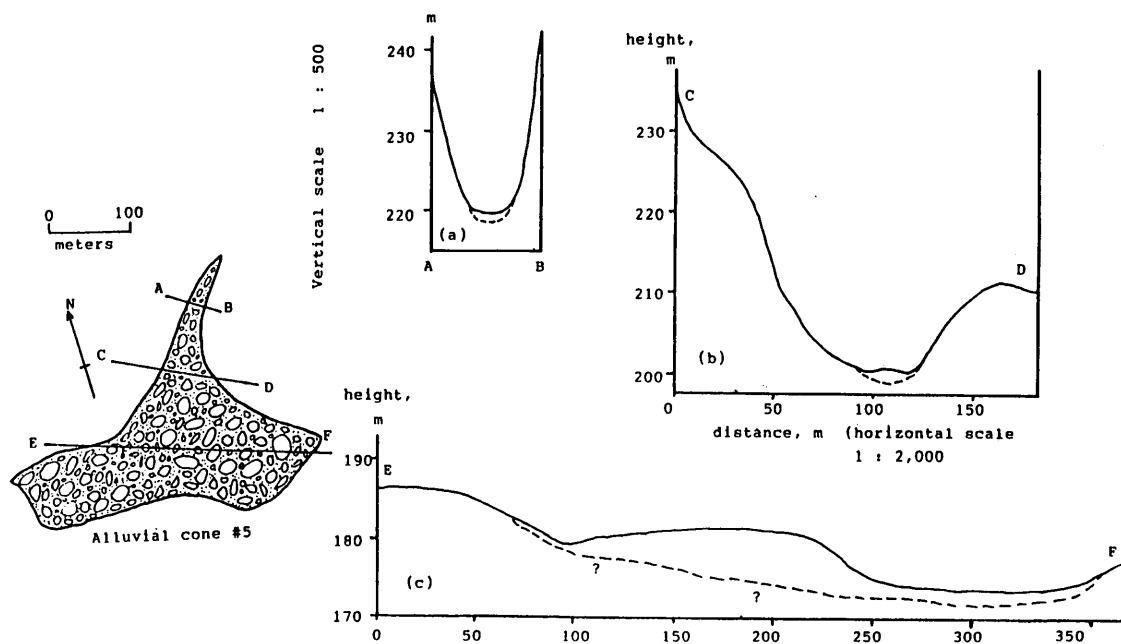 m
240
230
220
(a)
A B
Vertical scale 1 : 500
height,
m
C
230
220
210
200
D
(b)
0 50 100 150
distance, m (horizontal scale
1 : 2,000
0 100
meters
N
A
B
C
D
E
F
Alluvial cone #5
height,
m
190
E
180
170
F
(c)
?
?
0 50 100 150 200 250 300 350